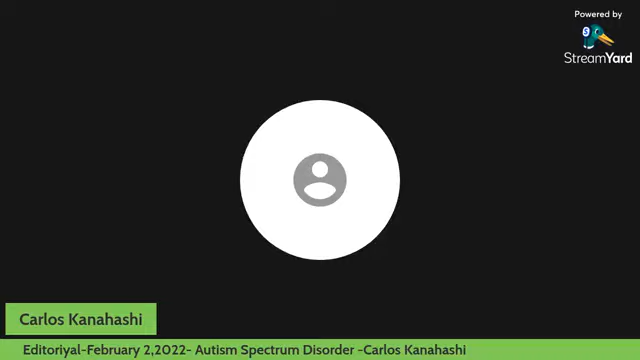 Powered by
StreamYard
Carlos Kanahashi
Editoriyal-February 2,2022- Autism Spectrum Disorder -Carlos Kanahashi